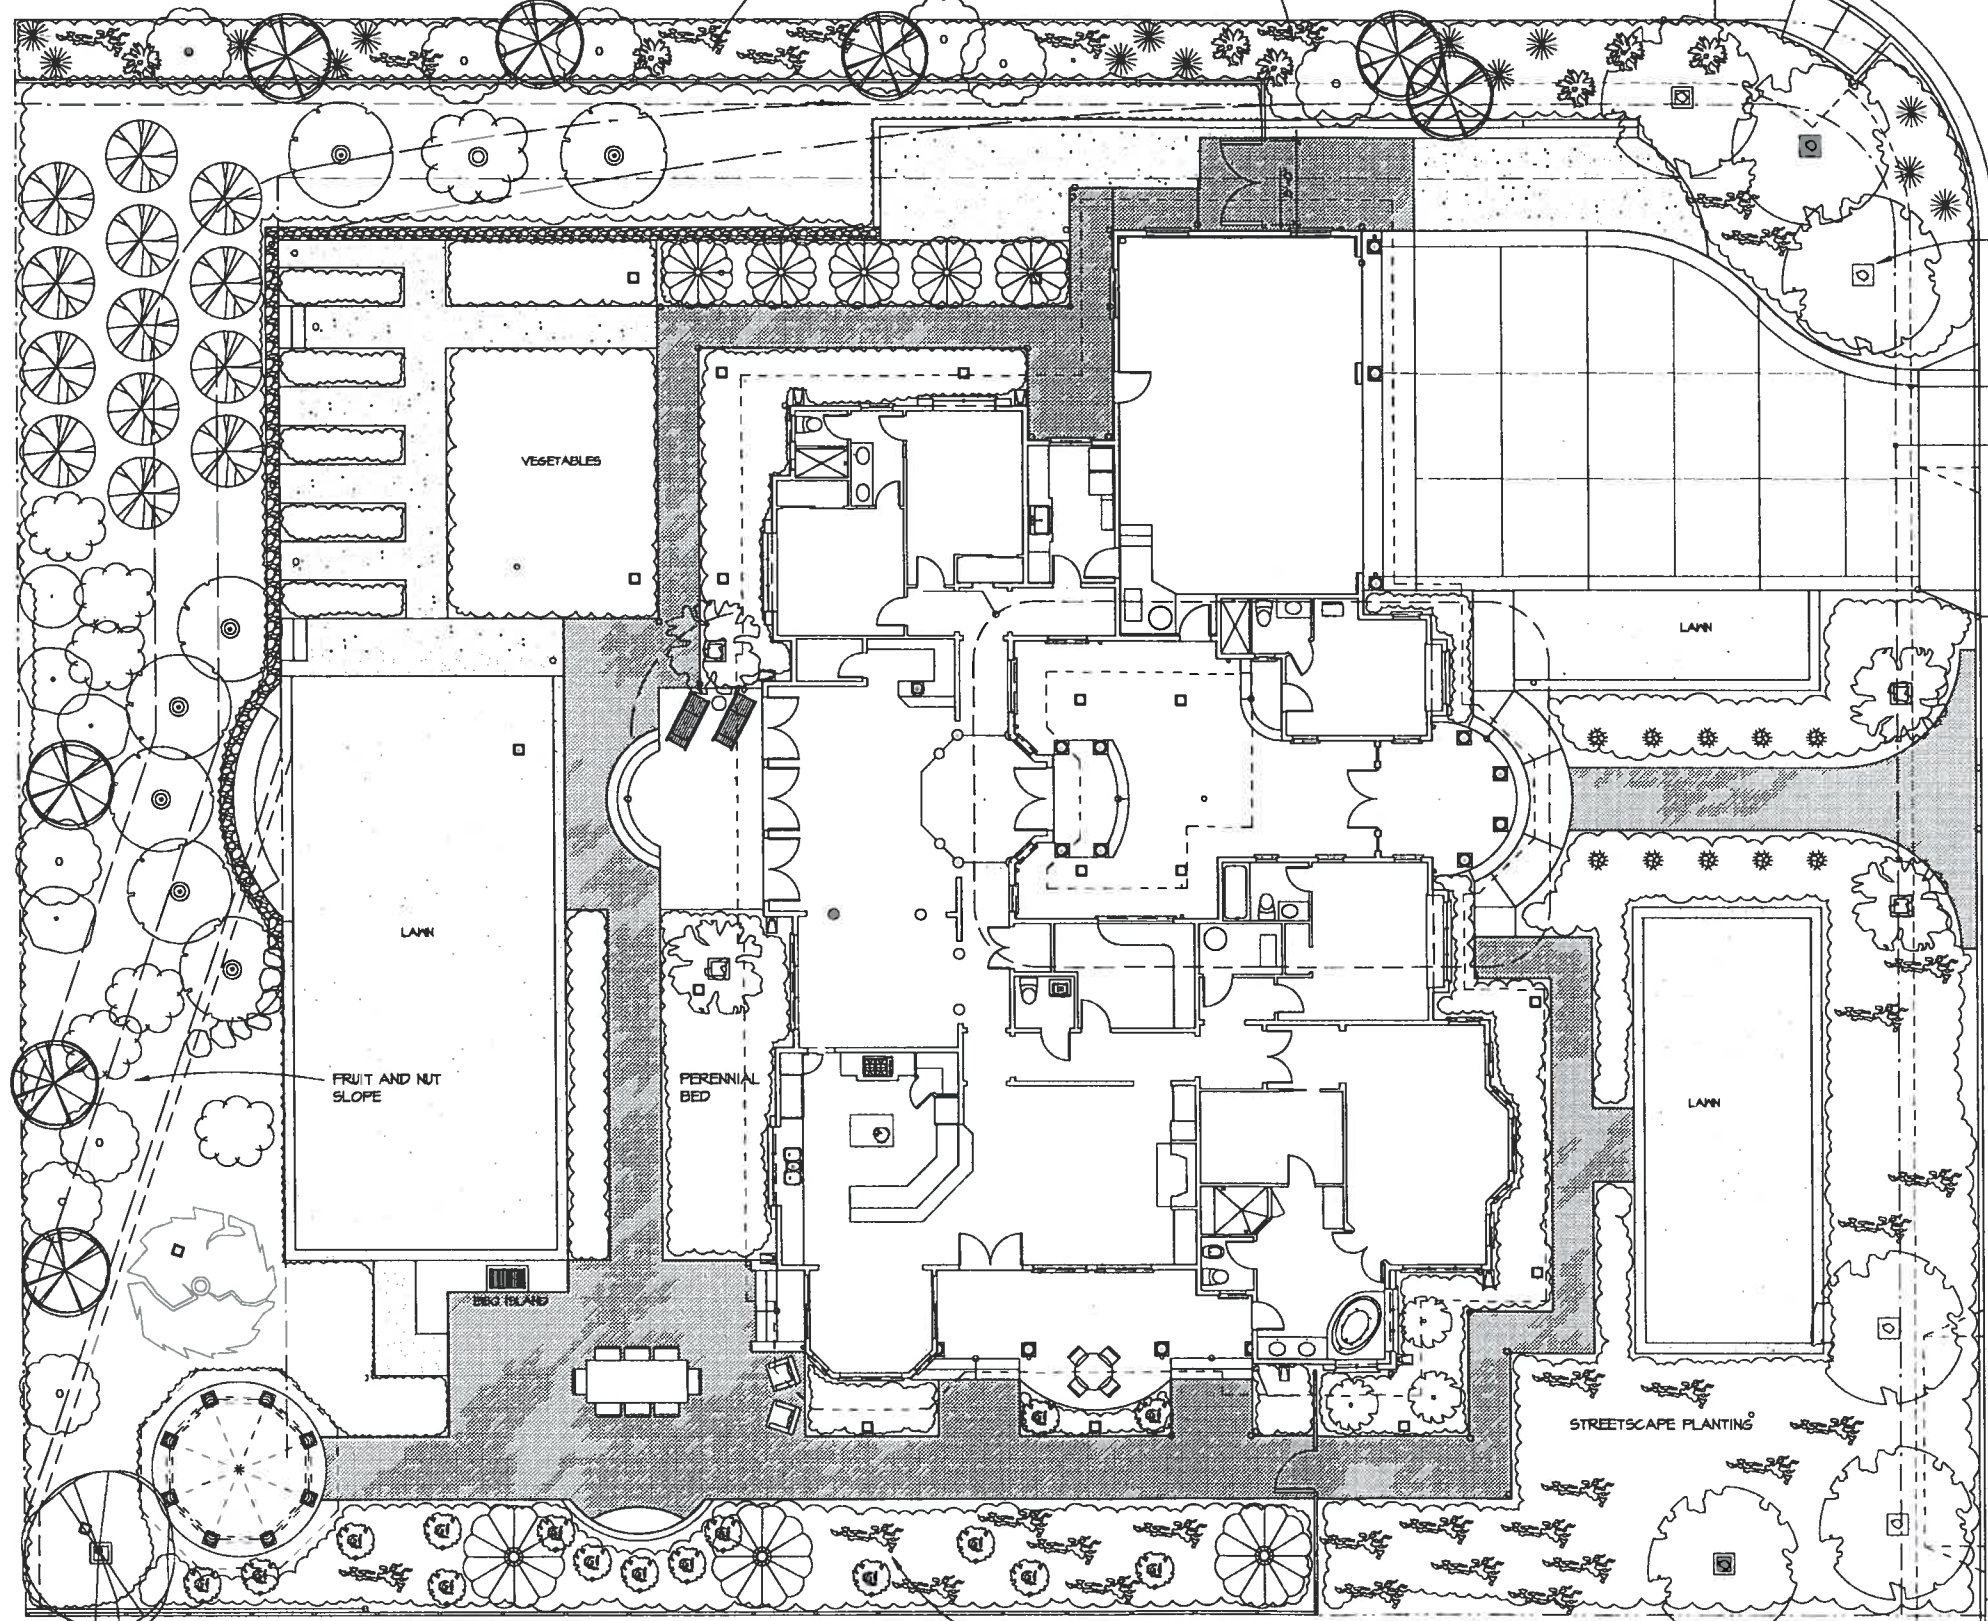 VEGETABLES
LAWN
LAWN
FRUIT AND NUT
SLOPE
PERENNIAL
BED
LAWN
BBQ ISLAND
STREETSCAPE PLANTING